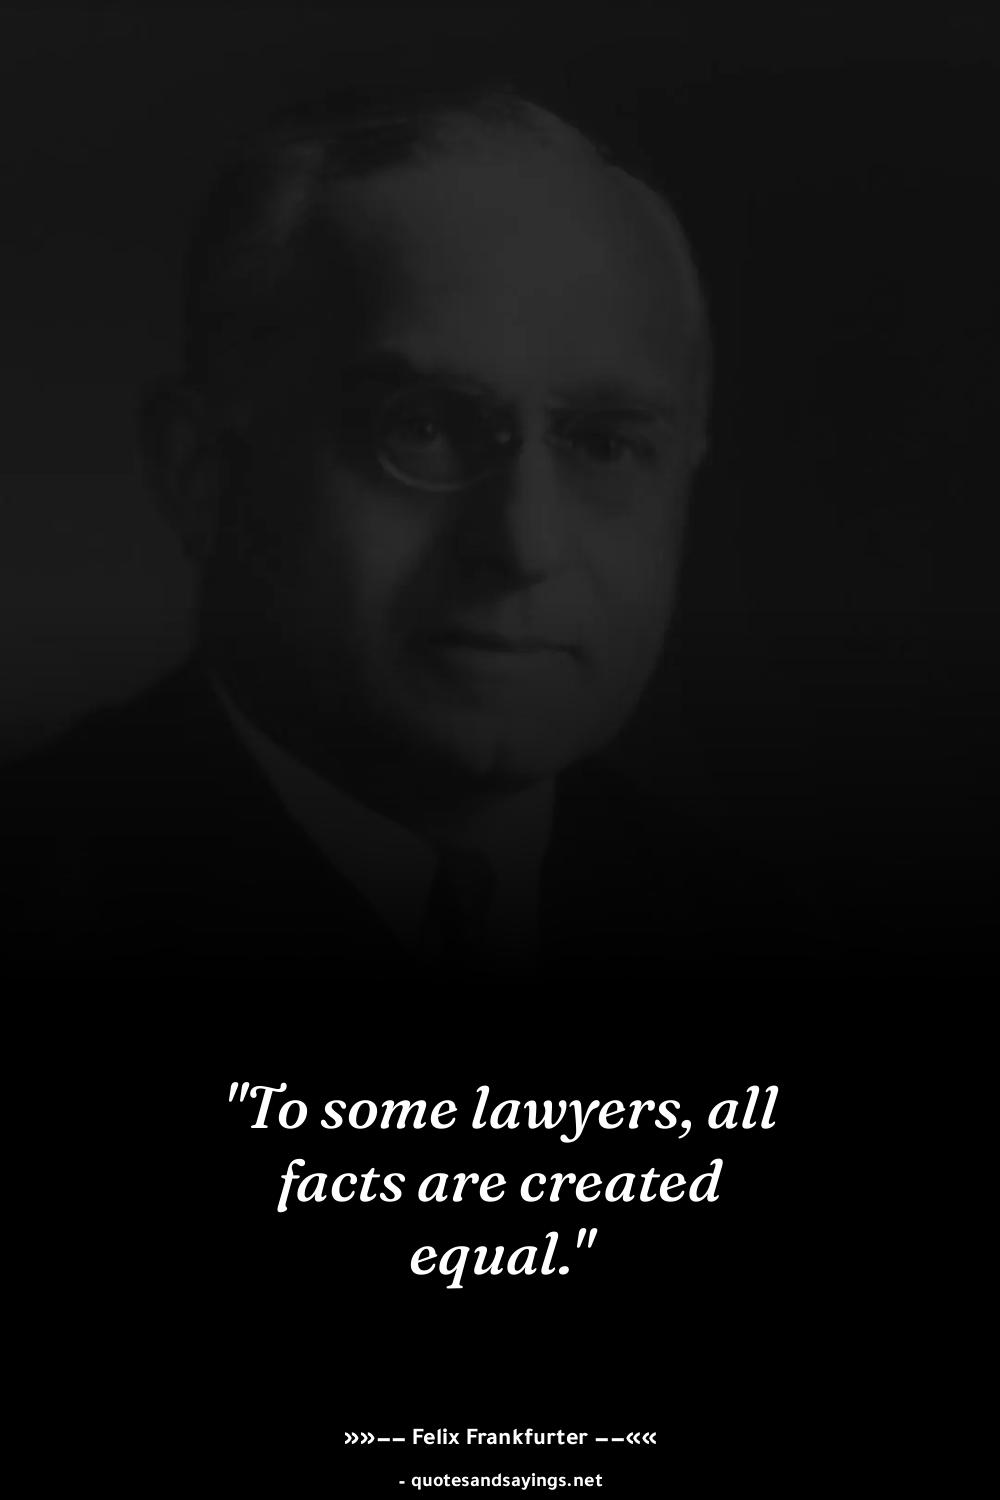 "To some lawyers, all
facts are created
equal."
»»−− Felix Frankfurter −−««
- quotesandsayings.net